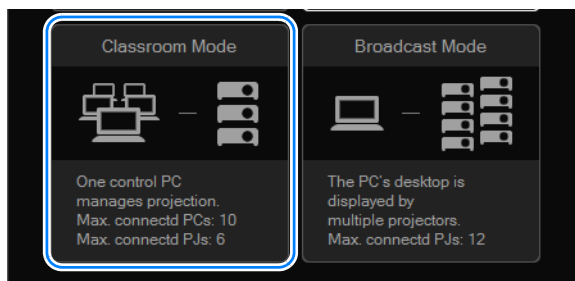 Classroom Mode
One control PC
manages projection.
Max. connectd PCs: 10
Max. connectd PJs: 6
Broadcast Mode
The PC's desktop is
displayed by
multiple projectors.
Max. connectd PJs: 12